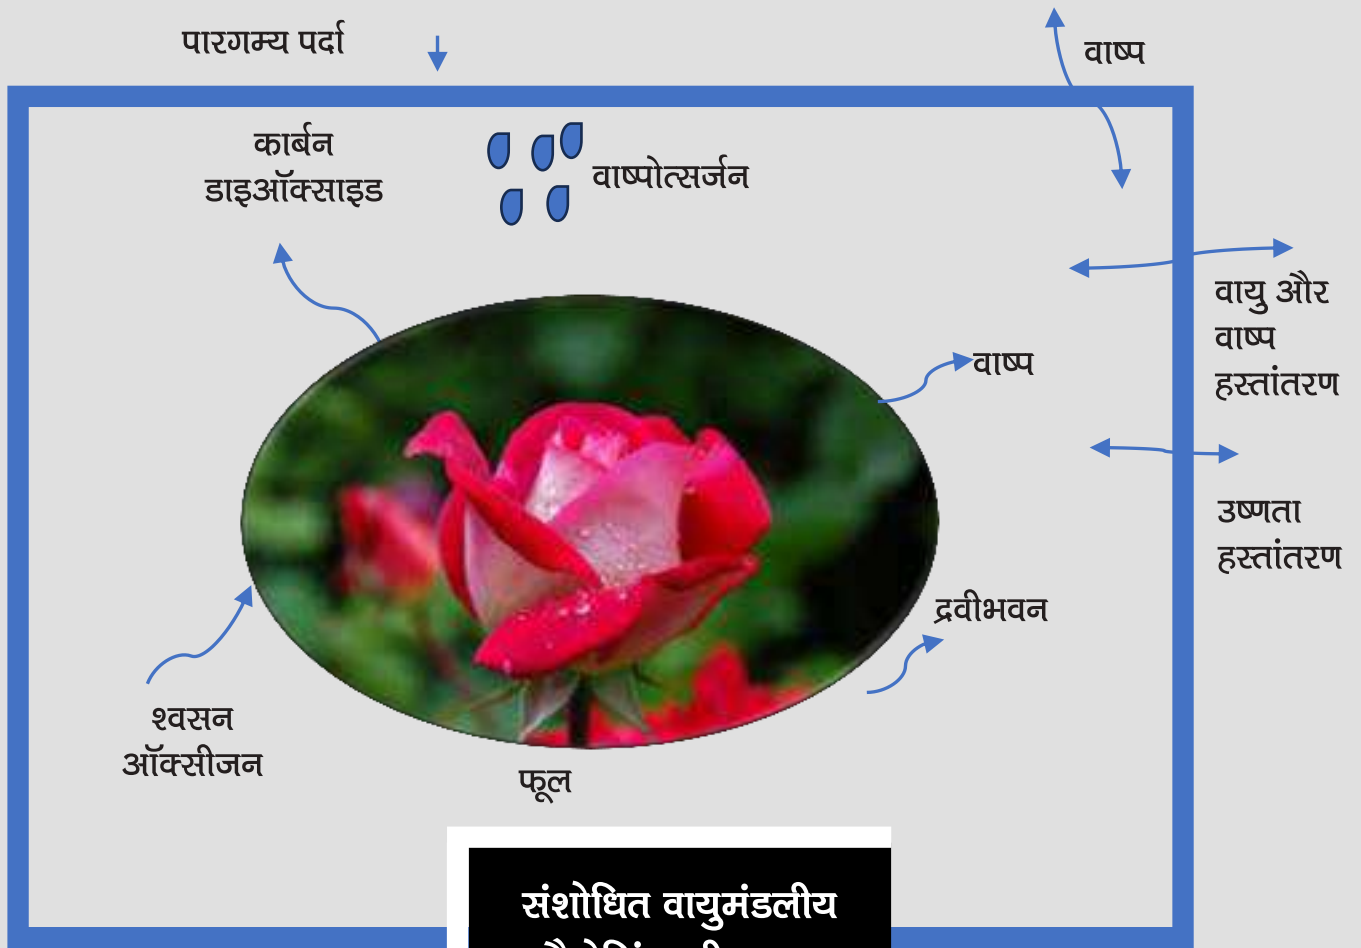 पारगम्य पर्दा
वाष्प
कार्बन
डाइऑक्साइड
वाष्पोत्सर्जन
वायु और
वाष्प
हस्तांतरण
वाष्प
उष्णता
हस्तांतरण
द्रवीभवन
श्वसन
ऑक्सीजन
फूल
संशोधित वायुमंडलीय